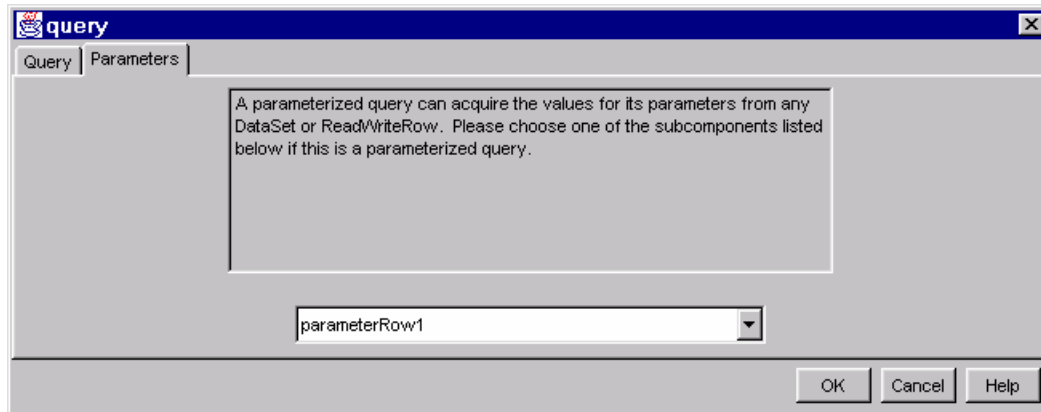 query
Query Parameters
A parameterized query can acquire the values for its parameters from any
DataSet or ReadWriteRow. Please choose one of the subcomponents listed
below if this is a parameterized query.
parameterRow1
OK Cancel Help